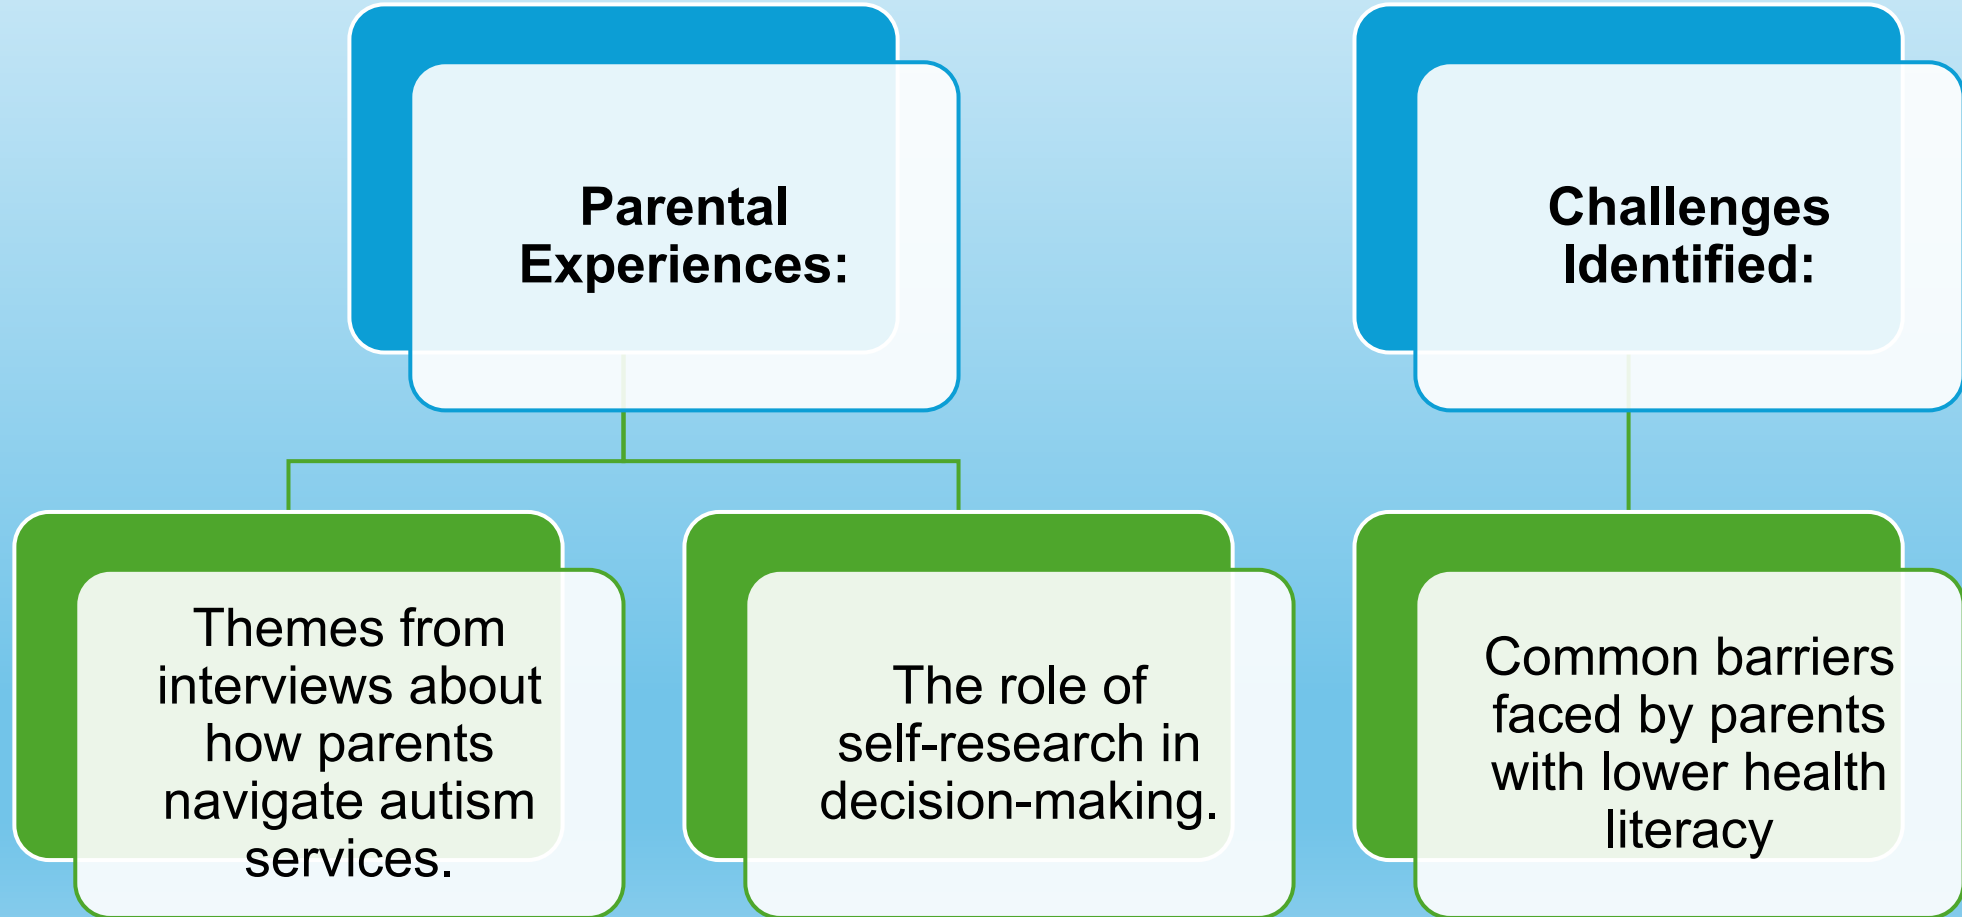 Parental
Experiences:
Themes from
interviews about
how parents
navigate autism
services.
The role of
self-research in
decision-making.
Challenges
Identified:
Common barriers
faced by parents
with lower health
literacy